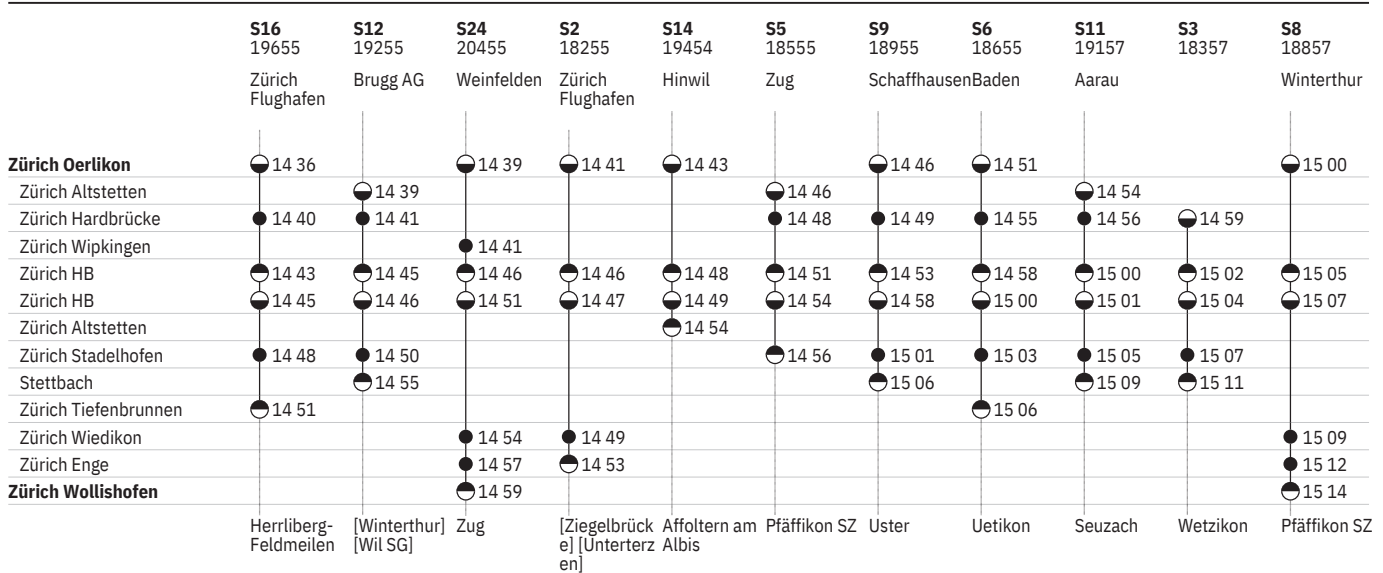 S16 S12 S24 S2 S14 S5 S9 S6 S11 S3 S8
19655 19255 20455 18255 19454 18555 18955 18655 19157 18357 18857
Zürich Brugg AG Weinfelden Zürich Hinwil Zug SchaffhausenBaden Aarau Winterthur
Flughafen Flughafen
Zürich Oerlikon 14 36 14 39 14 41 14 43 14 46 14 51 15 00
Zürich Altstetten 14 39 14 46 14 54
Zürich Hardbrücke 14 40 14 41 14 48 14 49 14 55 14 56 14 59
Zürich Wipkingen 14 41
Zürich HB 14 43 14 45 14 46 14 46 14 48 14 51 14 53 14 58 15 00 15 02 15 05
Zürich HB 14 45 14 46 14 51 14 47 14 49 14 54 14 58 15 00 15 01 15 04 15 07
Zürich Altstetten 14 54
Zürich Stadelhofen 14 48 14 50 14 56 15 01 15 03 15 05 15 07
Stettbach 14 55 15 06 15 09 15 11
Zürich Tiefenbrunnen 14 51 15 06
Zürich Wiedikon 14 54 14 49 15 09
Zürich Enge 14 57 14 53 15 12
Zürich Wollishofen 14 59 15 14
Herrliberg- [Winterthur] Zug [Ziegelbrück Affoltern am Pfäffikon SZ Uster Uetikon Seuzach Wetzikon Pfäffikon SZ
Feldmeilen [Wil SG] e] [Unterterz Albis
en]